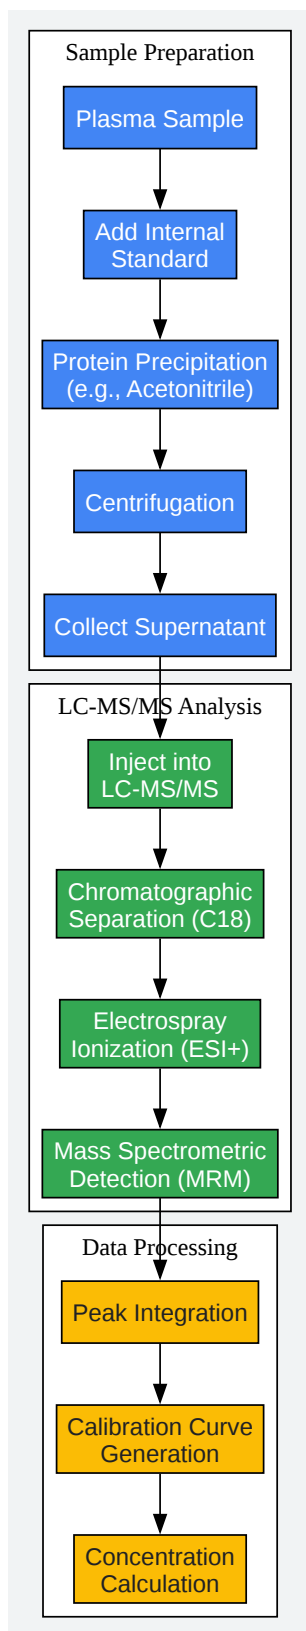 Sample Preparation
Plasma Sample
Add Internal
Standard
Protein Precipitation
(e.g., Acetonitrile)
Centrifugation
Collect Supernatant
LC-MS/MS Analysis
Inject into
LC-MS/MS
Chromatographic
Separation (C18)
Electrospray
Ionization (ESI+)
Mass Spectrometric
Detection (MRM)
Data Processing
Peak Integration
Calibration Curve
Generation
Concentration
Calculation